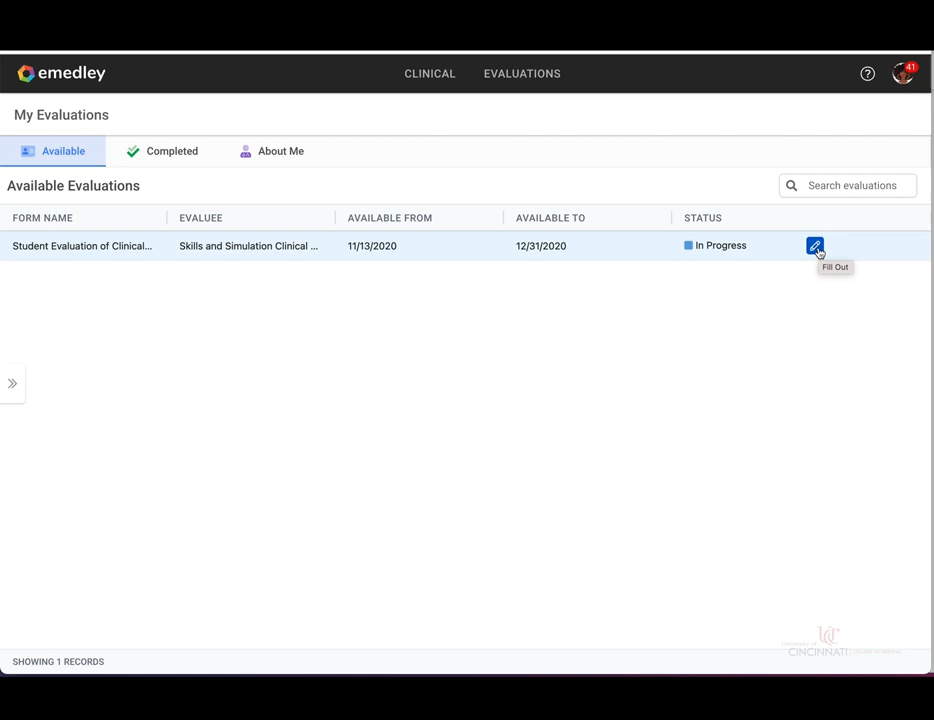 emedley
CLINICAL EVALUATIONS
41
My Evaluations
Available Completed About Me
Available Evaluations
Search evaluations
FORM NAME EVALUEE AVAILABLE FROM AVAILABLE TO STATUS
Student Evaluation of Clinical... Skills and Simulation Clinical ... 11/13/2020 12/31/2020 In Progress
Fill Out
University of
CINCINNATI
SHOWING 1 RECORDS